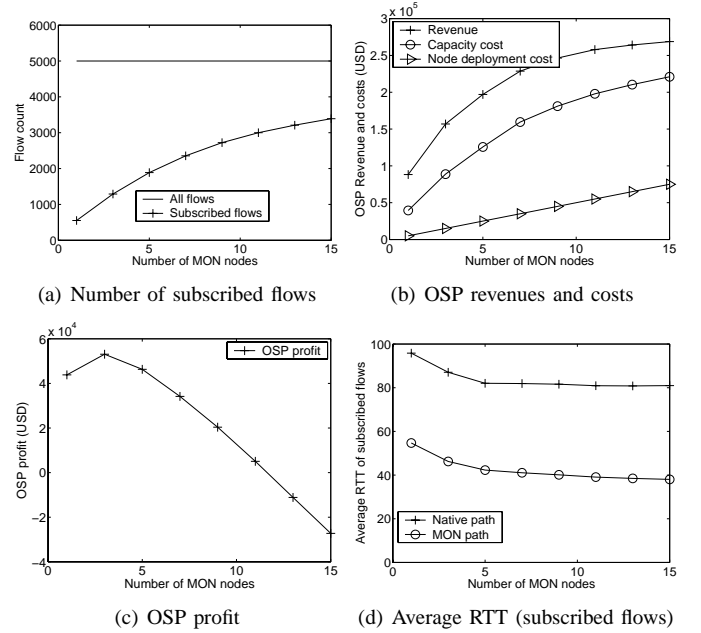 6000
5000
4000
3000
2000
1000
0
0
5
10
15
Flow count
Number of MON nodes
All flows
Subscribed flows
(a) Number of subscribed flows
x 10^5
3
2.5
2
1.5
1
0.5
0
0
5
10
15
OSP Revenue and costs (USD)
Number of MON nodes
Revenue
Capacity cost
Node deployment cost
(b) OSP revenues and costs
x 10^4
6
4
2
0
−2
−4
0
5
10
15
OSP profit (USD)
Number of MON nodes
OSP profit
(c) OSP profit
100
80
60
40
20
0
0
5
10
15
Average RTT of subscribed flows
Number of MON nodes
Native path
MON path
(d) Average RTT (subscribed flows)